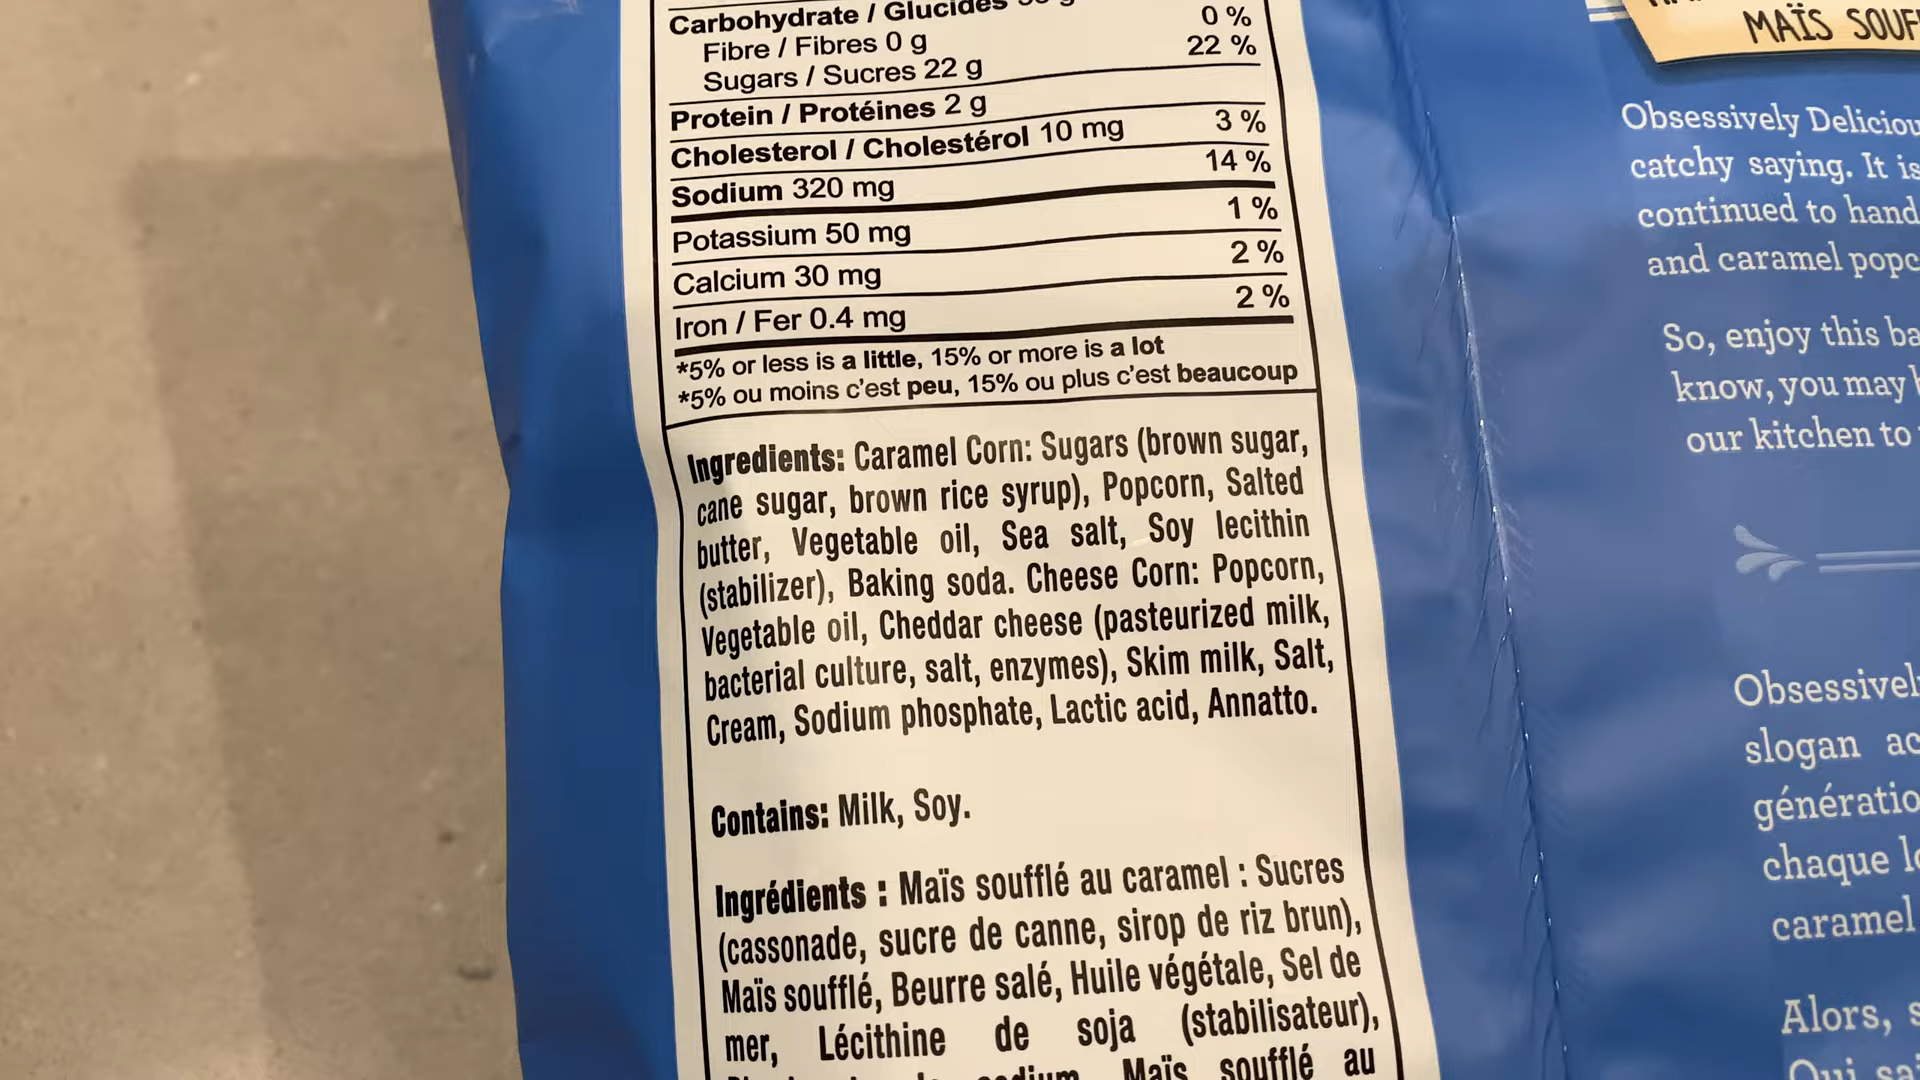 Carbohydrate / Glucides
Fibre / Fibres 0 g 0 %
Sugars / Sucres 22 g 22 %
Protein / Protéines 2 g
Cholesterol / Cholestérol 10 mg 3 %
Sodium 320 mg 14 %
Potassium 50 mg 1 %
Calcium 30 mg 2 %
Iron / Fer 0.4 mg 2 %
*5% or less is a little, 15% or more is a lot
*5% ou moins c'est peu, 15% ou plus c'est beaucoup
Ingredients: Caramel Corn: Sugars (brown sugar,
cane sugar, brown rice syrup), Popcorn, Salted
butter, Vegetable oil, Sea salt, Soy lecithin
(stabilizer), Baking soda. Cheese Corn: Popcorn,
Vegetable oil, Cheddar cheese (pasteurized milk,
bacterial culture, salt, enzymes), Skim milk, Salt,
Cream, Sodium phosphate, Lactic acid, Annatto.
Contains: Milk, Soy.
Ingrédients : Maïs soufflé au caramel : Sucres
(cassonade, sucre de canne, sirop de riz brun),
Maïs soufflé, Beurre salé, Huile végétale, Sel de
mer, Lécithine de soja (stabilisateur),
Maïs soufflé au
MAÏS SOUF
Obsessively Deliciou
catchy saying. It is
continued to hand
and caramel popc
So, enjoy this ba
know, you may
our kitchen to
Obsessivel
slogan ac
génératio
chaque
caramel
Alors, s
Qui sai